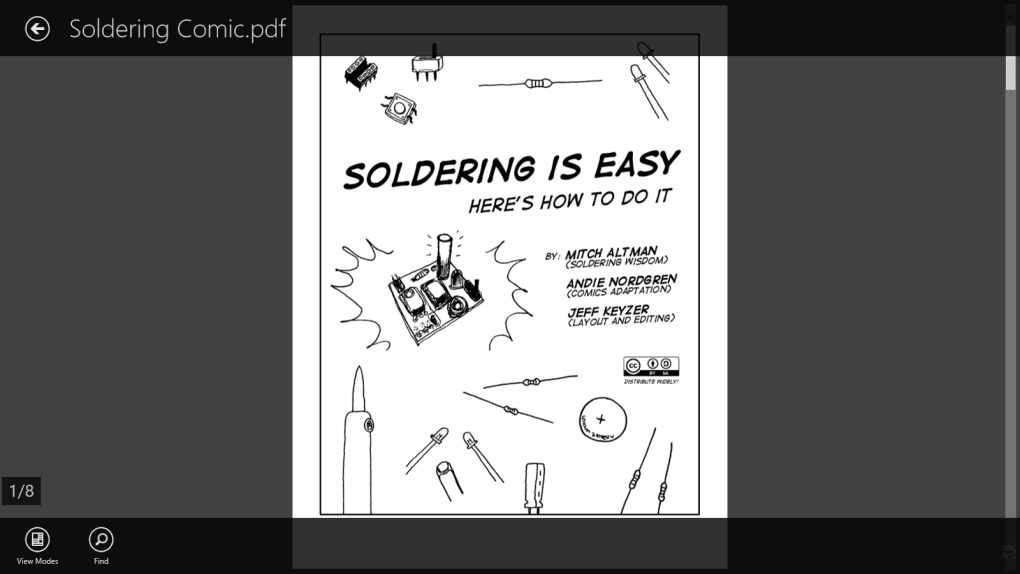 Soldering Comic.pdf
SOLDERING IS EASY
HERE'S HOW TO DO IT
BY: MITCH ALTMAN
(SOLDERING WISDOM)
ANDIE NORDGREN
(COMICS ADAPTATION)
JEFF KEYZER
(LAYOUT AND EDITING)
CC
BY SA
DISTRIBUTE WIDELY!
+
1/8
View Modes
Find